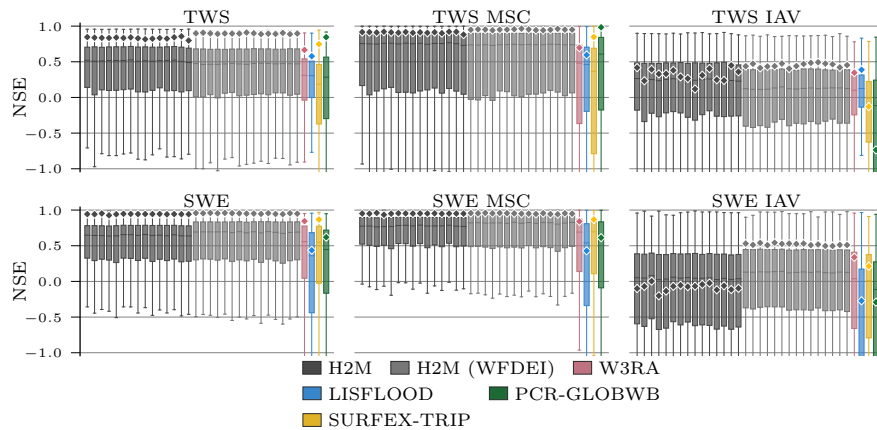 TWS TWS MSC TWS IAV
NSE
1.0
0.5
0.0
−0.5
−1.0
SWE SWE MSC SWE IAV
NSE
1.0
0.5
0.0
−0.5
−1.0
H2M H2M (WFDEI) W3RA
LISFLOOD PCR-GLOBWB
SURFEX-TRIP